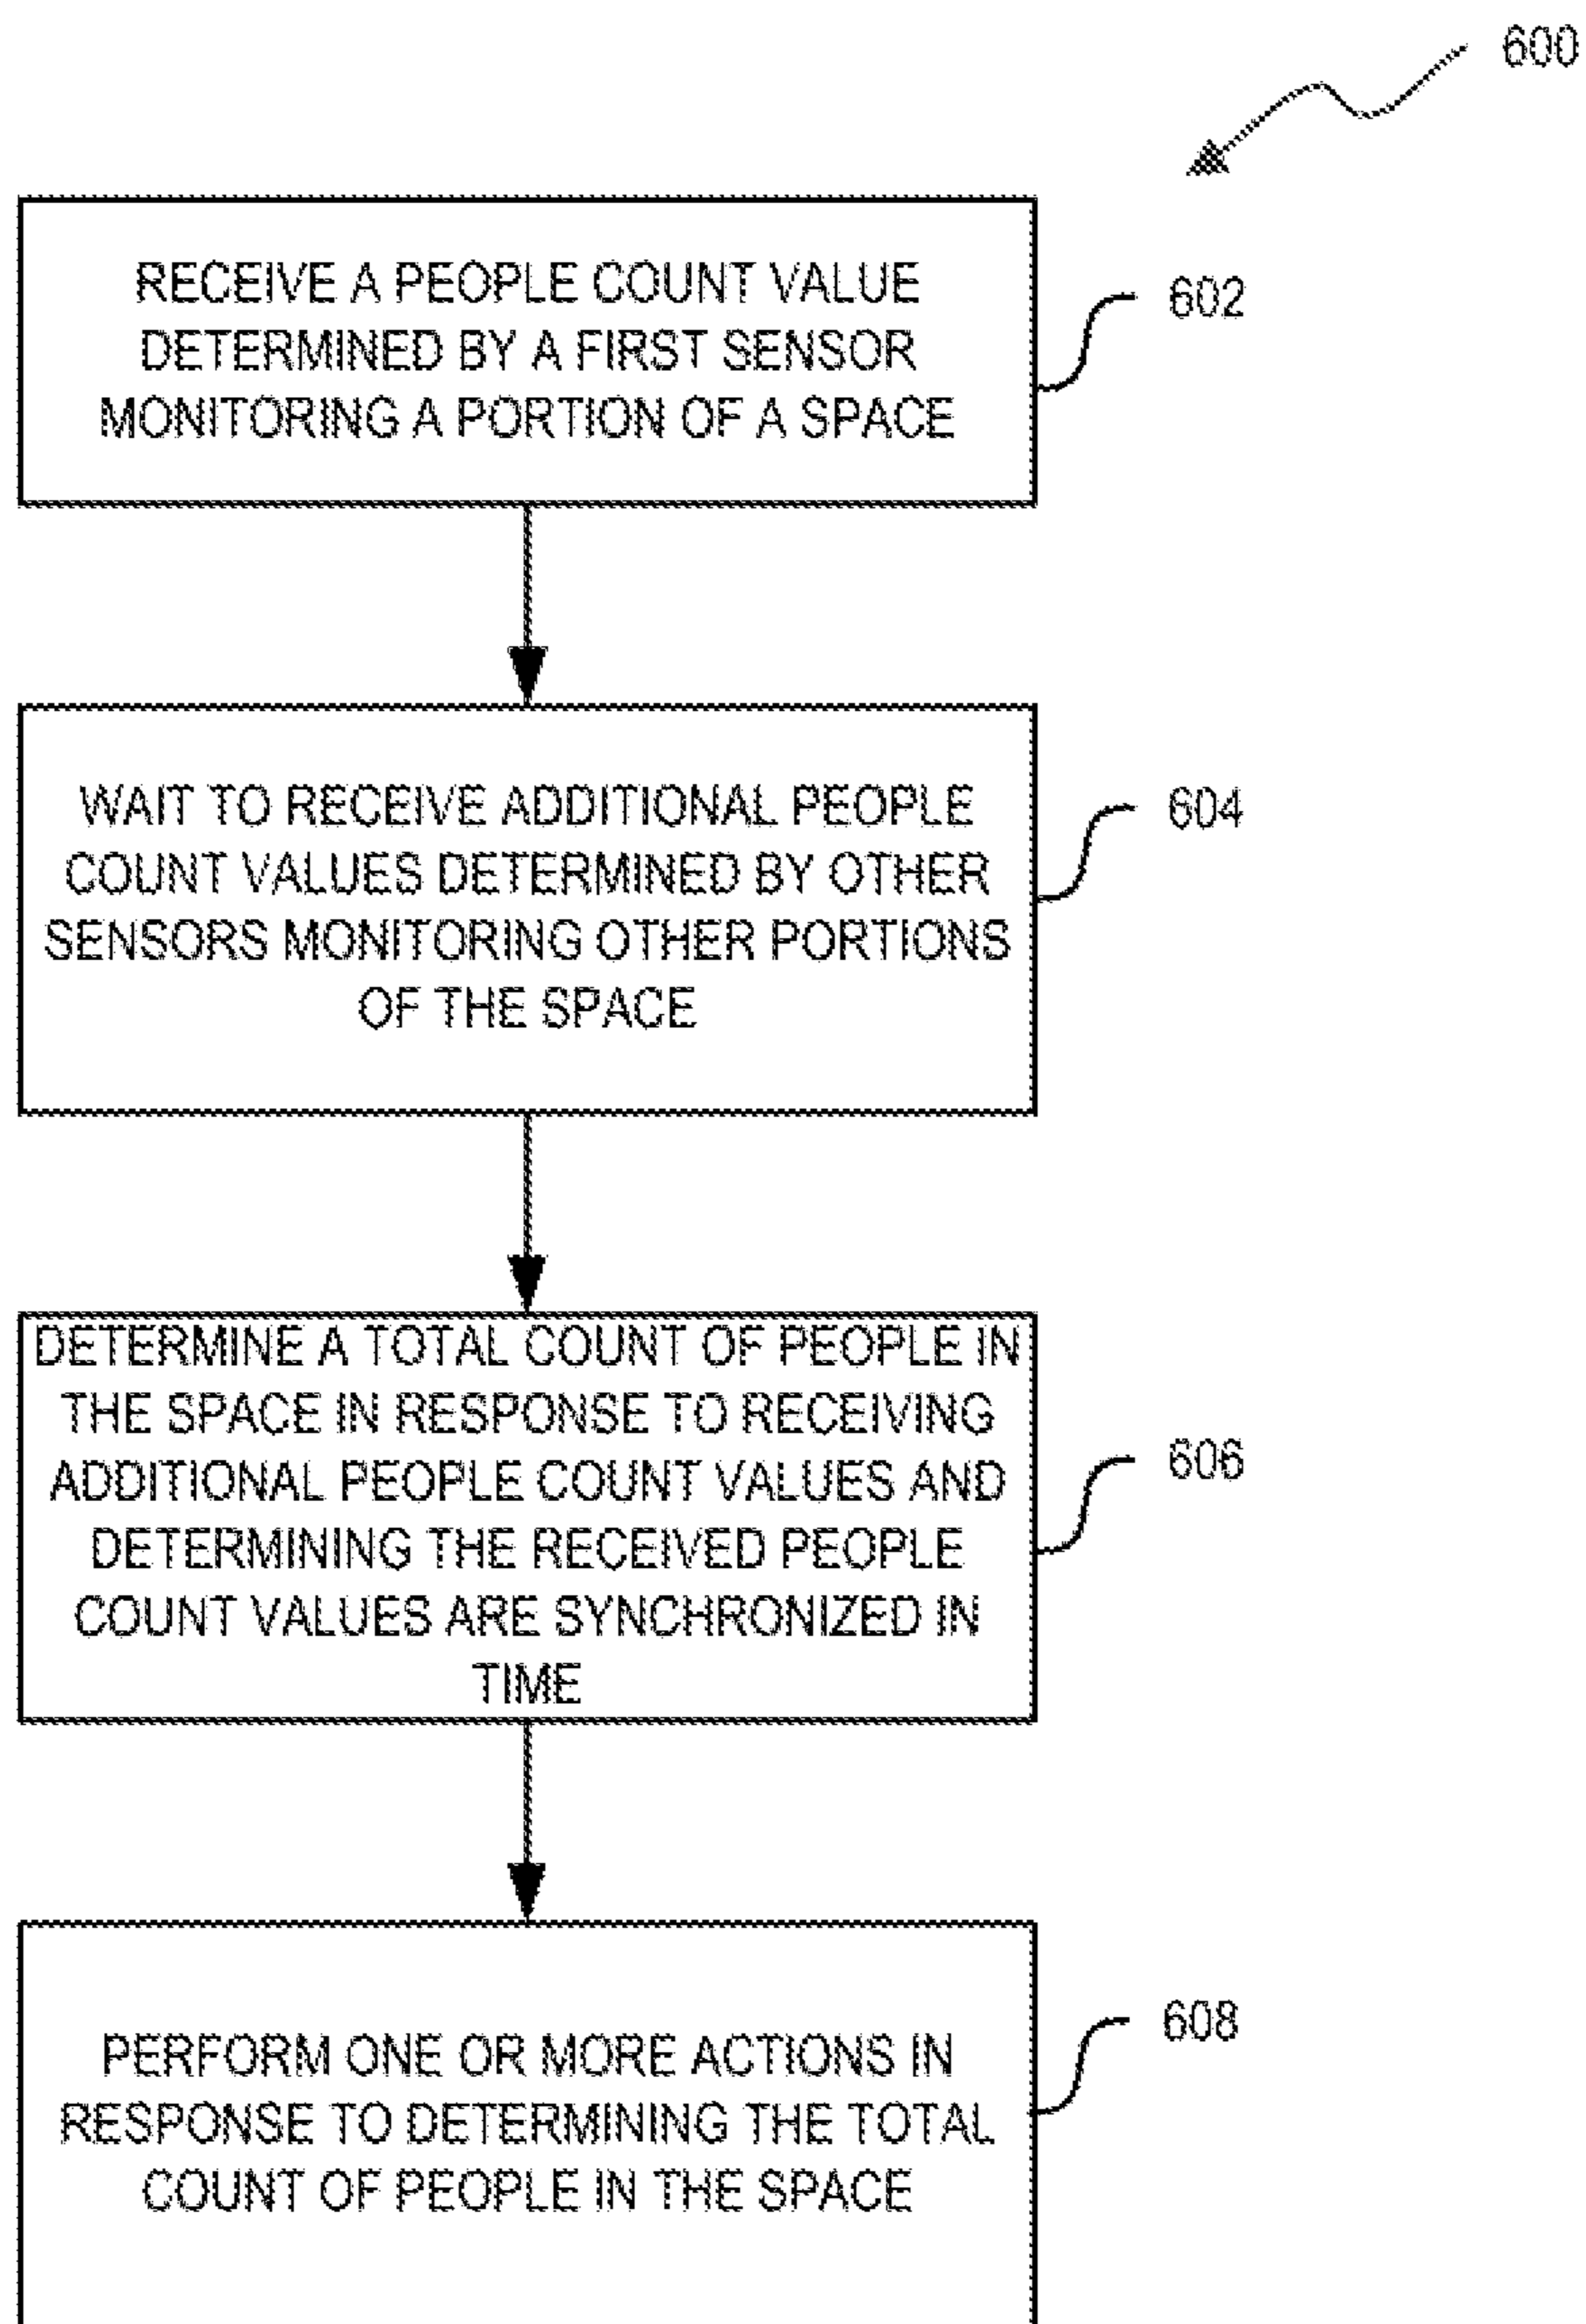 600
RECEIVE A PEOPLE COUNT VALUE
DETERMINED BY A FIRST SENSOR
MONITORING A PORTION OF A SPACE
602
WAIT TO RECEIVE ADDITIONAL PEOPLE
COUNT VALUES DETERMINED BY OTHER
SENSORS MONITORING OTHER PORTIONS
OF THE SPACE
604
DETERMINE A TOTAL COUNT OF PEOPLE IN
THE SPACE IN RESPONSE TO RECEIVING
ADDITIONAL PEOPLE COUNT VALUES AND
DETERMINING THE RECEIVED PEOPLE
COUNT VALUES ARE SYNCHRONIZED IN
TIME
606
PERFORM ONE OR MORE ACTIONS IN
RESPONSE TO DETERMINING THE TOTAL
COUNT OF PEOPLE IN THE SPACE
608